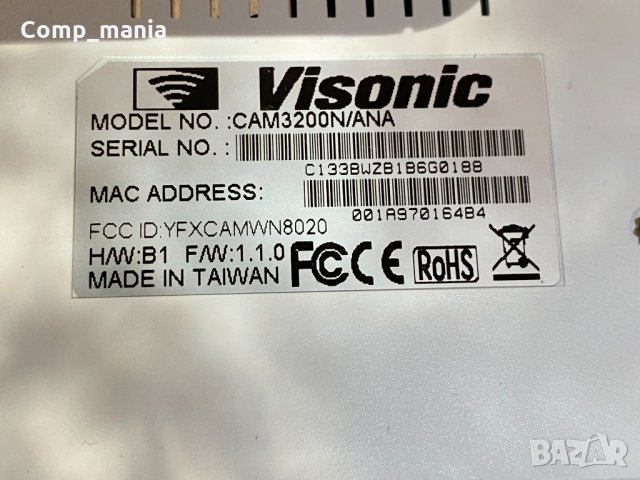 Comp_mania
Visonic
MODEL NO. :CAM3200N/ANA
SERIAL NO. :
C133BWZB1B6G0188
MAC ADDRESS:
001A970164B4
FCC ID:YFXCAMWN8020
H/W:B1 F/W:1.1.0
MADE IN TAIWAN FC CE RoHS
BAZAR